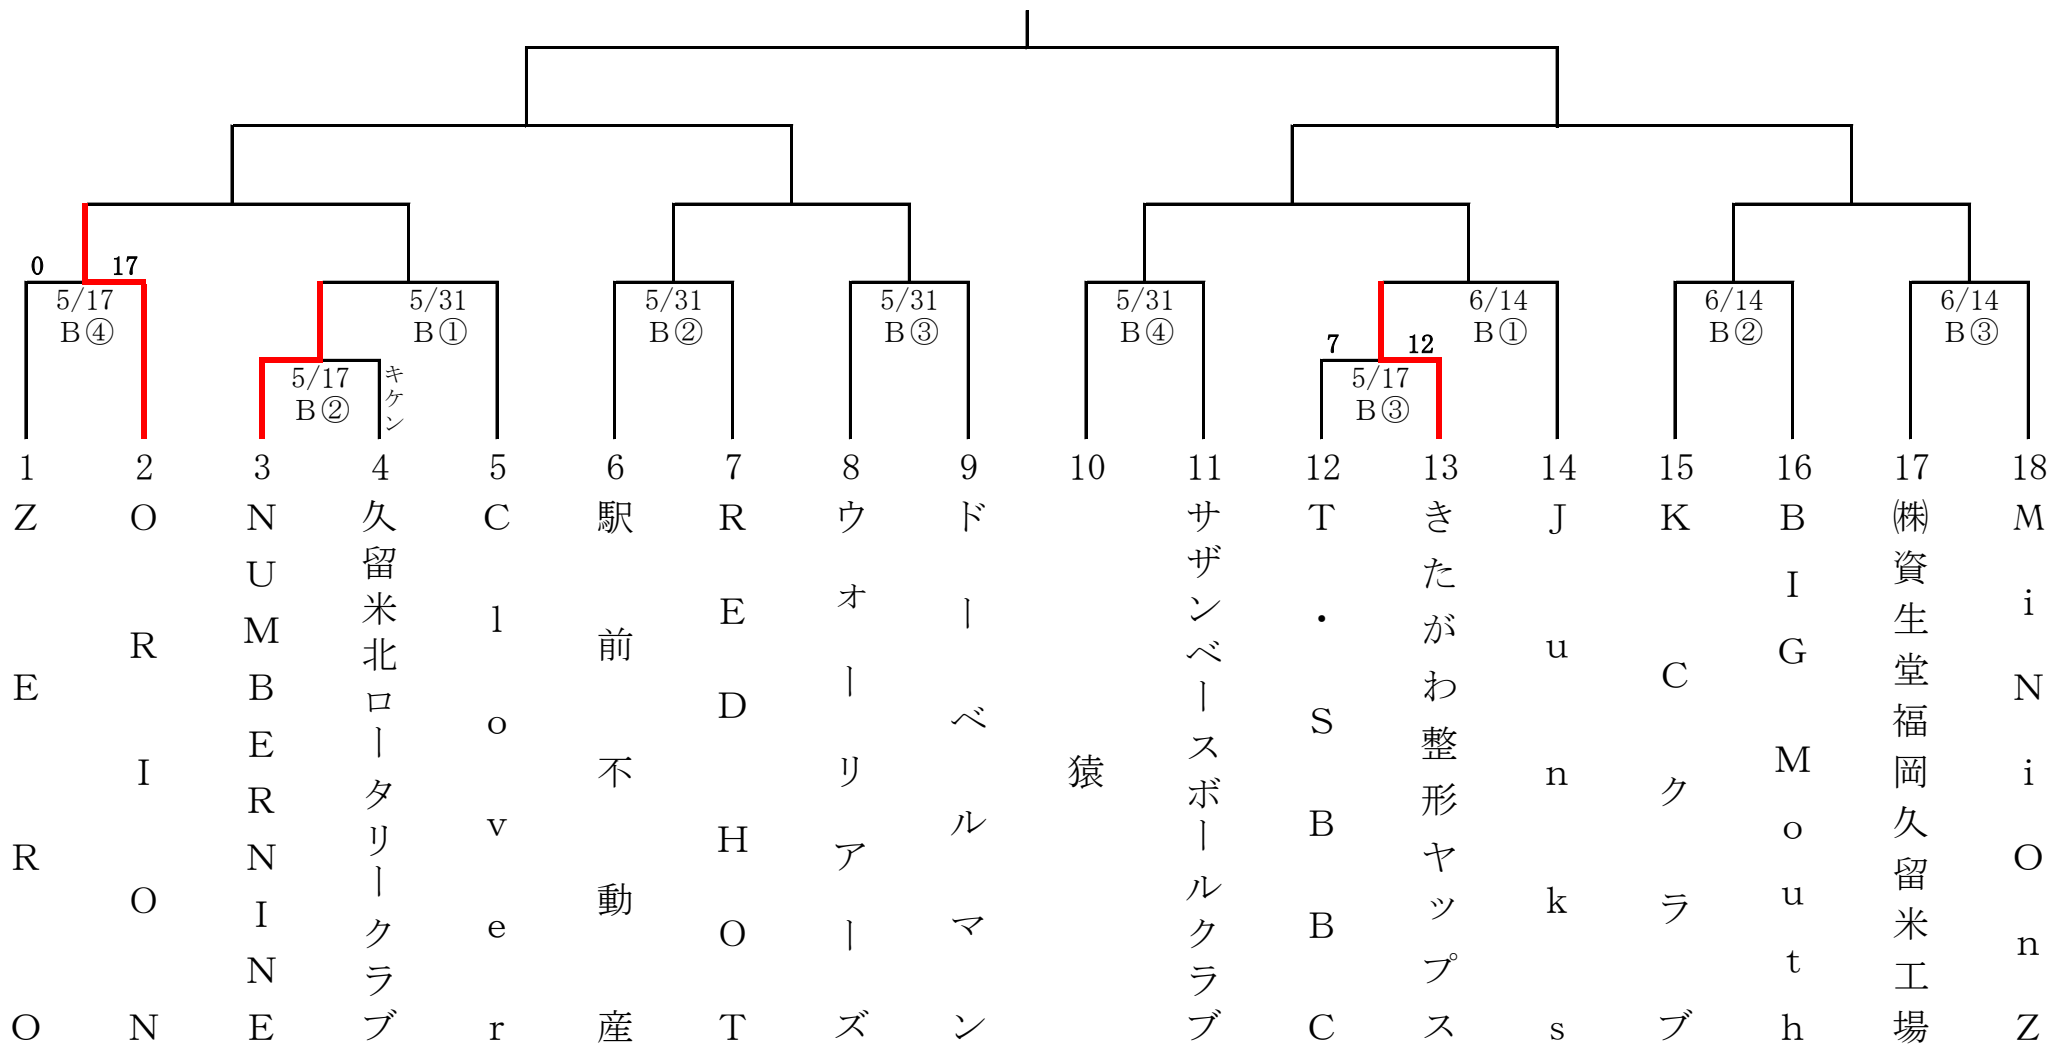 0 17
5/17
B④
5/31
B①
5/31
B②
5/31
B③
5/31
B④
6/14
B①
6/14
B②
6/14
B③
5/17
B②
キケン
7 12
5/17
B③
1 2 3 4 5 6 7 8 9 10 11 12 13 14 15 16 17 18
ZERO
ORION
NUMBERNINE
久留米北ロータリークラブ
Clover
駅前不動産
RED HOT
ウォーリアーズ
ドーベルマン
猿
サザンベースボールクラブ
T・SBBC
きたがわ整形ヤップス
Junks
KCクラブ
BIG Mouth
㈱資生堂福岡久留米工場
MiNiOnZ